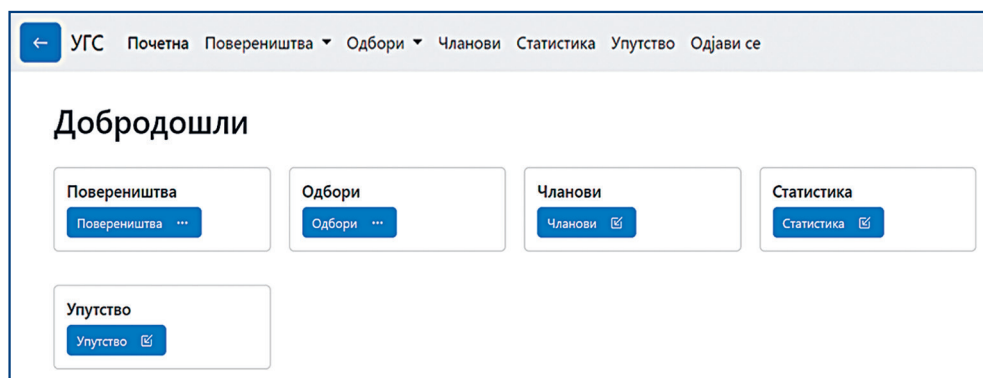 ← УГС Почетна Повереништва Одбори Чланови Статистика Упутство Одјави се
Добродошли
Повереништва Одбори Чланови Статистика
Повереништва ··· Одбори ··· Чланови Статистика
Упутство
Упутство